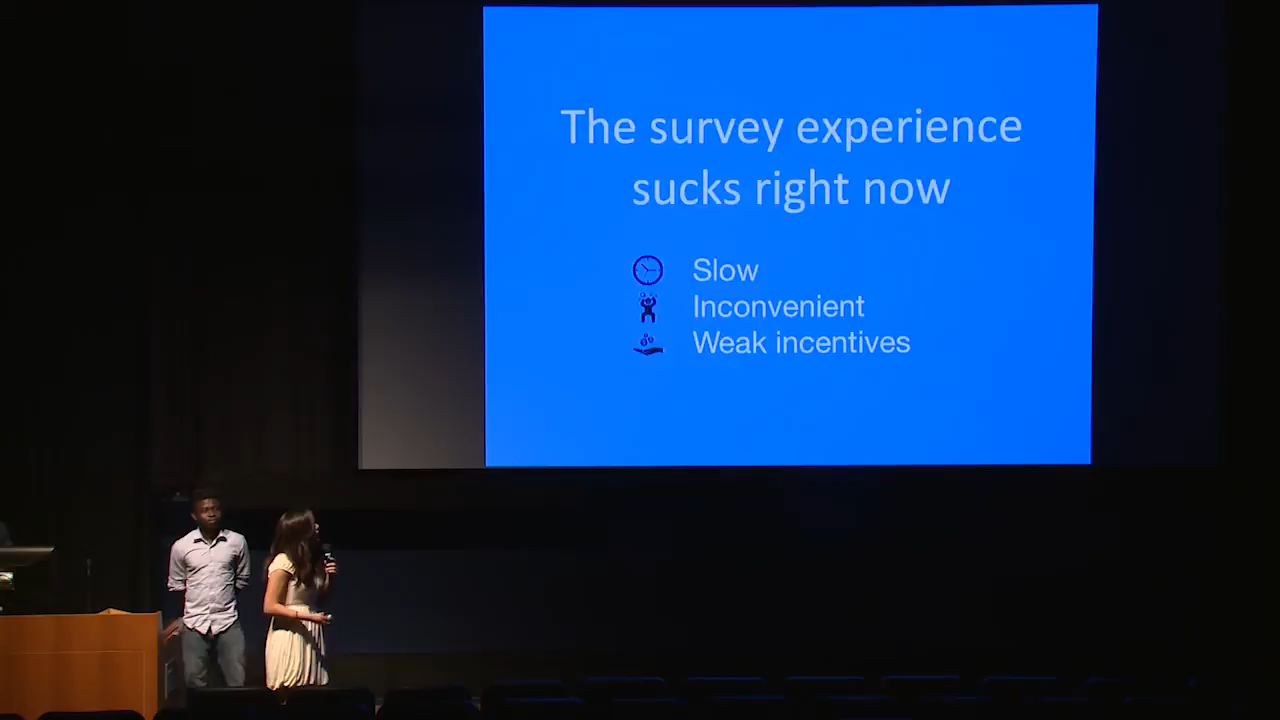 The survey experience
sucks right now
Slow
Inconvenient
Weak incentives